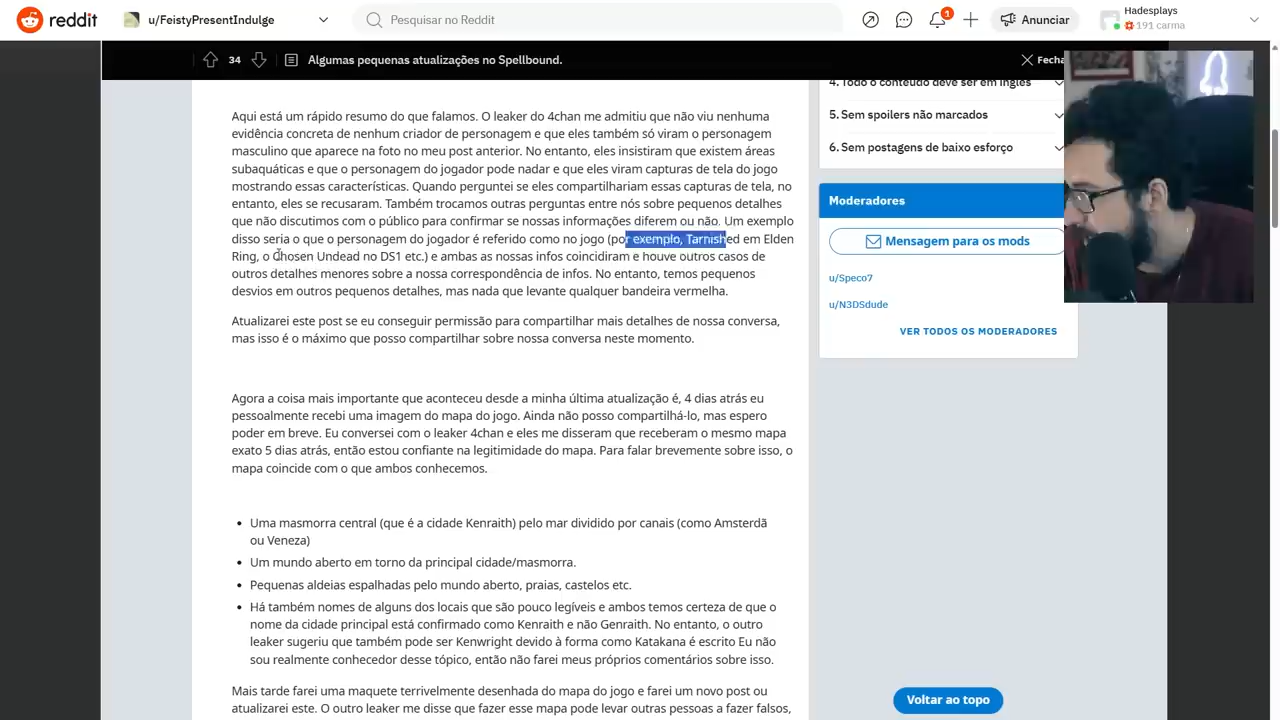 reddit
u/FeistyPresentIndulge
Pesquisar no Reddit
1
Anunciar
Hadesplays
191 carma
34
Algumas pequenas atualizações no Spellbound.
Fecha
Aqui está um rápido resumo do que falamos. O leaker do 4chan me admitiu que não viu nenhuma
evidência concreta de nenhum criador de personagem e que eles também só viram o personagem
masculino que aparece na foto no meu post anterior. No entanto, eles insistiram que existem áreas
subaquáticas e que o personagem do jogador pode nadar e que eles viram capturas de tela do jogo
mostrando essas características. Quando perguntei se eles compartilhariam essas capturas de tela, no
entanto, eles se recusaram. Também trocamos outras perguntas entre nós sobre pequenos detalhes
que não discutimos com o público para confirmar se nossas informações diferem ou não. Um exemplo
disso seria o que o personagem do jogador é referido como no jogo (por exemplo, Tarnished em Elden
Ring, o Chosen Undead no DS1 etc.) e ambas as nossas infos coincidiram e houve outros casos de
outros detalhes menores sobre a nossa correspondência de infos. No entanto, temos pequenos
desvios em outros pequenos detalhes, mas nada que levante qualquer bandeira vermelha.
Atualizarei este post se eu conseguir permissão para compartilhar mais detalhes de nossa conversa,
mas isso é o máximo que posso compartilhar sobre nossa conversa neste momento.
Agora a coisa mais importante que aconteceu desde a minha última atualização é, 4 dias atrás eu
pessoalmente recebi uma imagem do mapa do jogo. Ainda não posso compartilhá-lo, mas espero
poder em breve. Eu conversei com o leaker 4chan e eles me disseram que receberam o mesmo mapa
exato 5 dias atrás, então estou confiante na legitimidade do mapa. Para falar brevemente sobre isso, o
mapa coincide com o que ambos conhecemos.
• Uma masmorra central (que é a cidade Kenraith) pelo mar dividido por canais (como Amsterdã
ou Veneza)
• Um mundo aberto em torno da principal cidade/masmorra.
• Pequenas aldeias espalhadas pelo mundo aberto, praias, castelos etc.
• Há também nomes de alguns dos locais que são pouco legíveis e ambos temos certeza de que o
nome da cidade principal está confirmado como Kenraith e não Genraith. No entanto, o outro
leaker sugeriu que também pode ser Kenwright devido à forma como Katakana é escrito Eu não
sou realmente conhecedor desse tópico, então não farei meus próprios comentários sobre isso.
Mais tarde farei uma maquete terrivelmente desenhada do mapa do jogo e farei um novo post ou
atualizarei este. O outro leaker me disse que fazer esse mapa pode levar outras pessoas a fazer falsos,
4. Todo o conteúdo deve ser em inglês
5. Sem spoilers não marcados
6. Sem postagens de baixo esforço
Moderadores
Mensagem para os mods
u/Speco7
u/N3DSdude
VER TODOS OS MODERADORES
Voltar ao topo